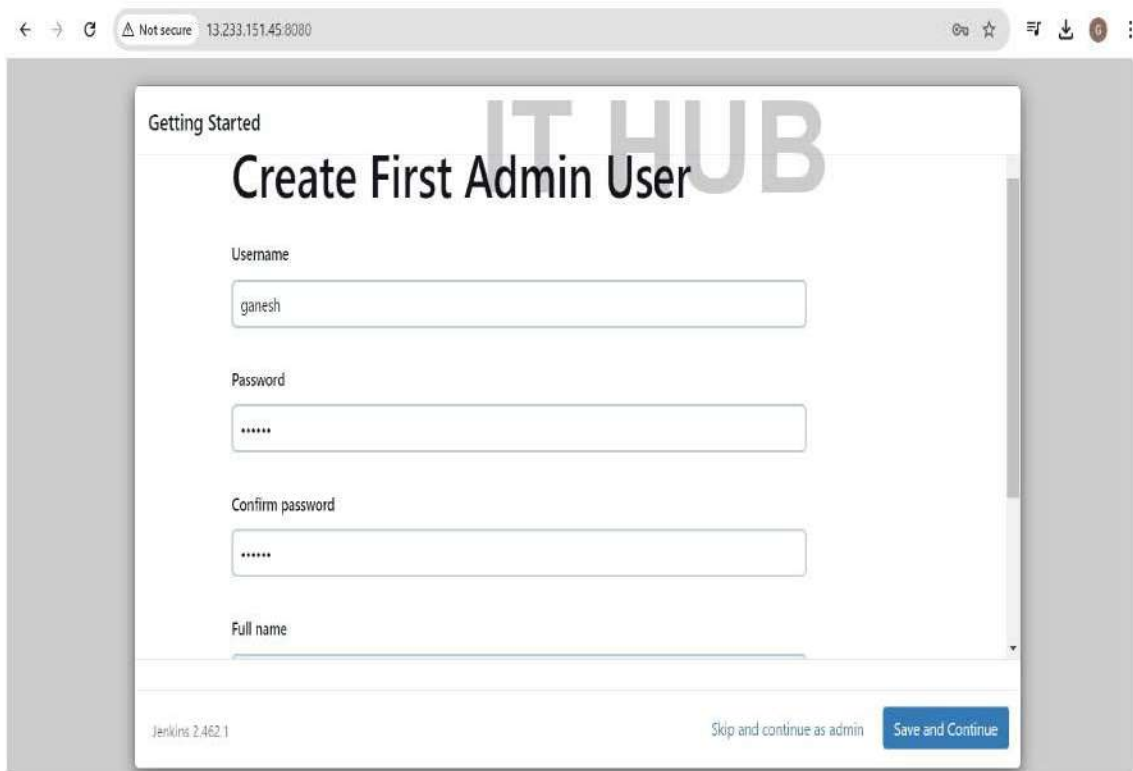 Not secure 13.233.151.45:8080
G
Getting Started
IT HUB
Create First Admin User
Username
ganesh
Password
••••••
Confirm password
••••••
Full name
Jenkins 2.462.1
Skip and continue as admin
Save and Continue